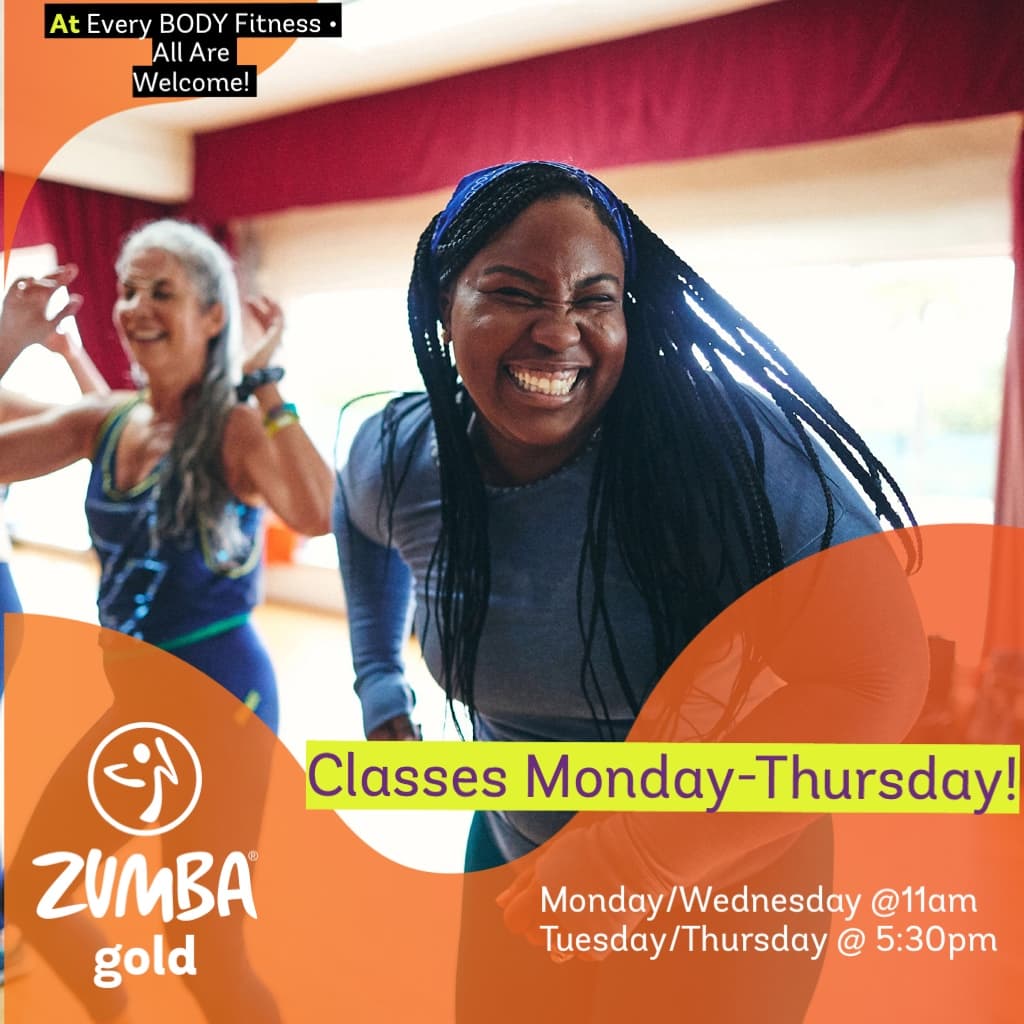 At Every BODY Fitness •
All Are
Welcome!
Classes Monday-Thursday!
ZUMBA®
gold
Monday/Wednesday @11am
Tuesday/Thursday @ 5:30pm